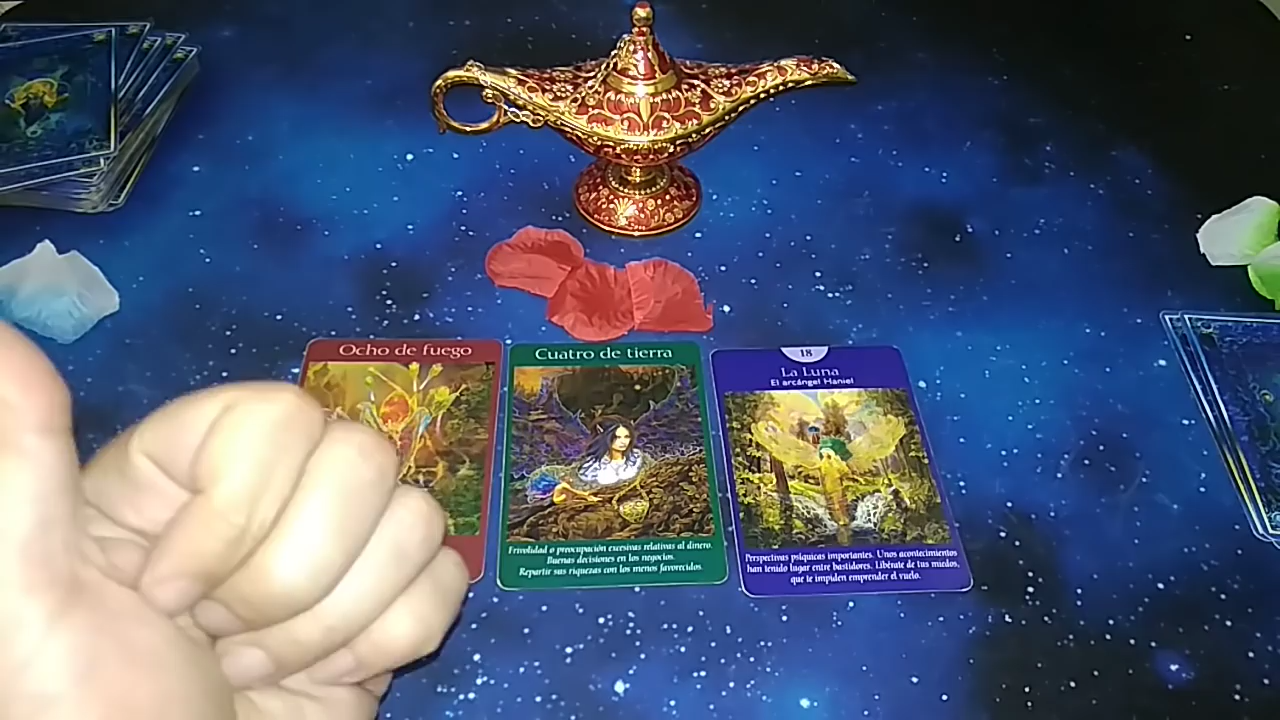 Ocho de fuego
Cuatro de tierra
Frivolidad o preocupación excesivas relativas al dinero.
Buenas decisiones en los negocios.
Repartir sus riquezas con los menos favorecidos.
18
La Luna
El arcángel Haniel
Perspectivas psíquicas importantes. Unos acontecimientos
han tenido lugar entre bastidores. Libérate de tus miedos,
que te impiden emprender el vuelo.